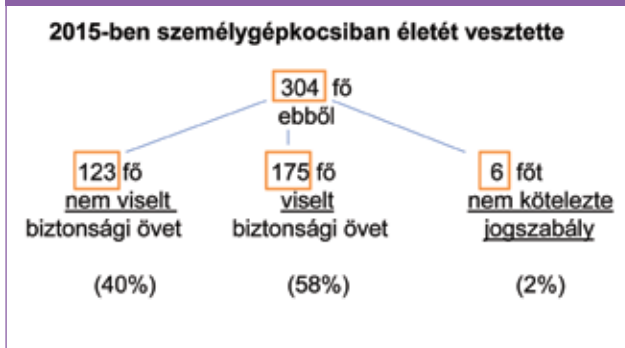 2015-ben személygépkocsiban életét vesztette
304 fő
ebből
123 fő
nem viselt
biztonsági övet
(40%)
175 fő
viselt
biztonsági övet
(58%)
6 főt
nem kötelezte
jogszabály
(2%)